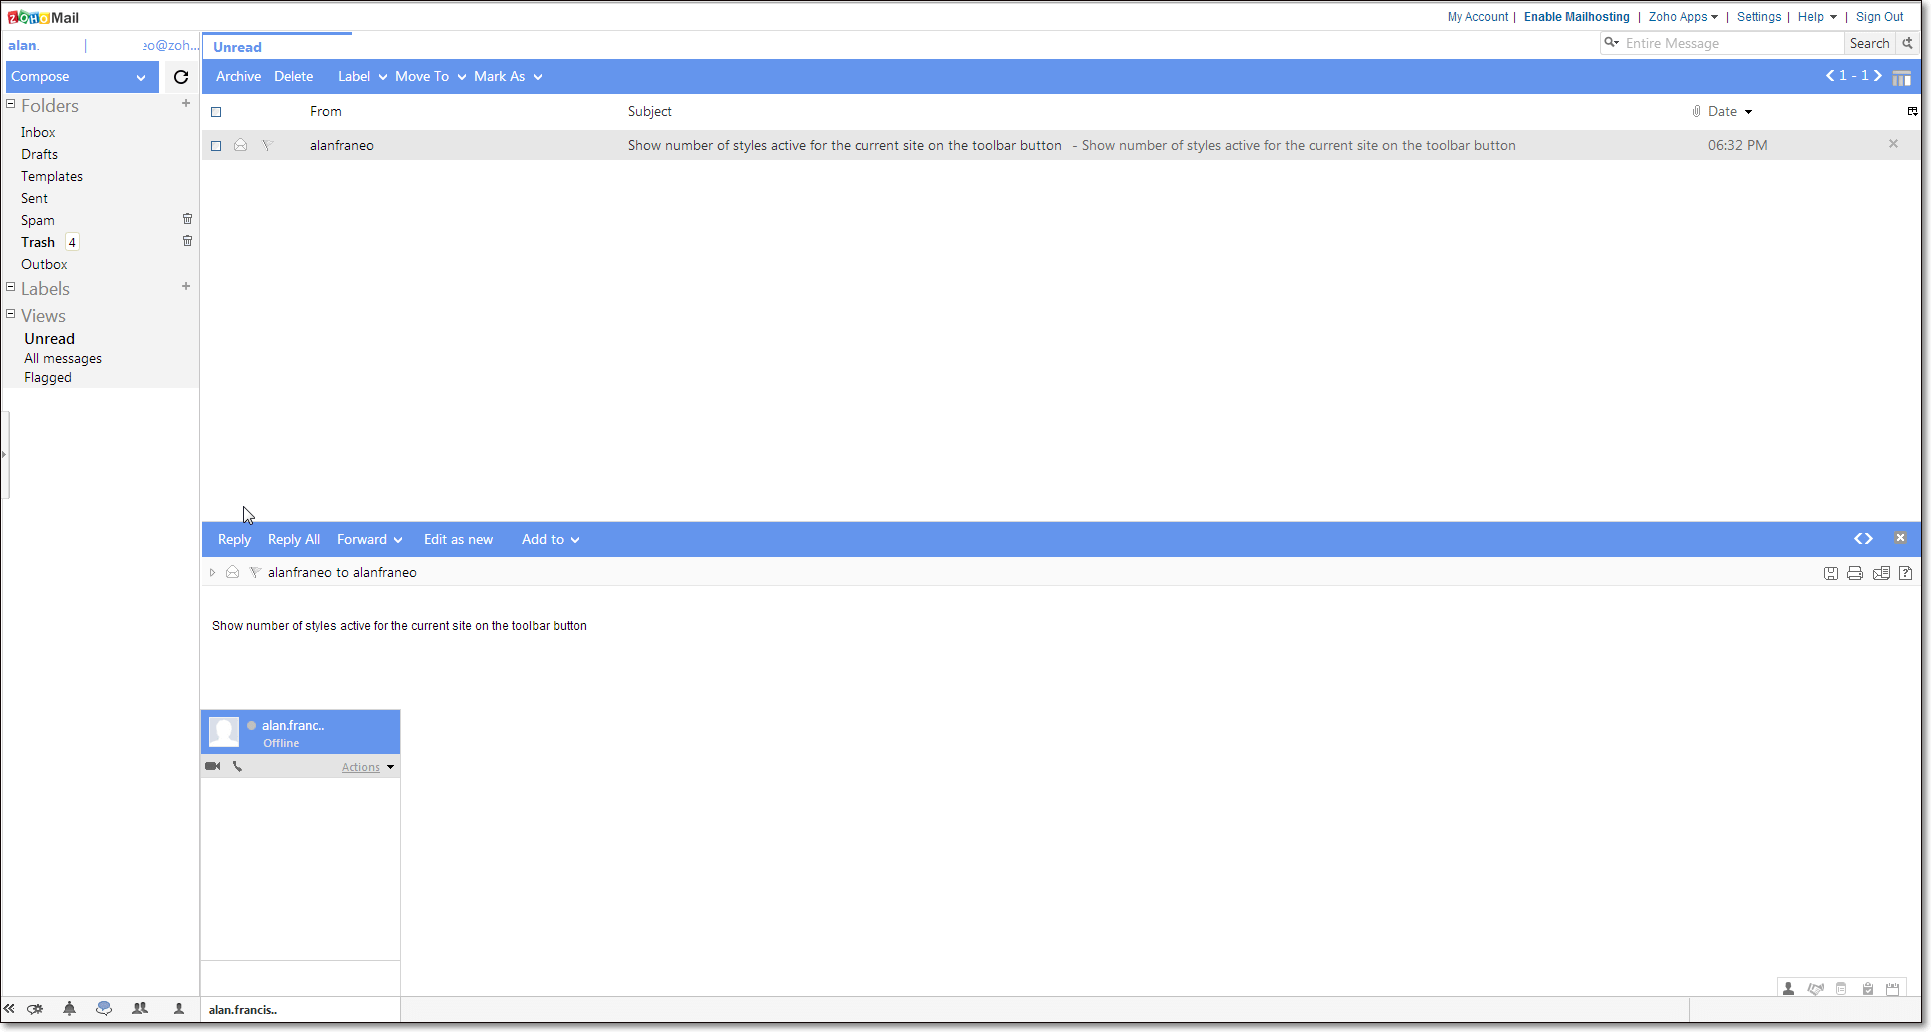 ZOHO Mail
My Account | Enable Mailhosting | Zoho Apps | Settings | Help | Sign Out
alan. | eo@zoh...
Unread
Entire Message Search
Compose
Archive Delete Label Move To Mark As
1 - 1
Folders
From Subject Date
Inbox
alanfraneo Show number of styles active for the current site on the toolbar button - Show number of styles active for the current site on the toolbar button 06:32 PM
Drafts
Templates
Sent
Spam
Trash 4
Outbox
Labels
Views
Unread
All messages
Flagged
Reply Reply All Forward Edit as new Add to
alanfraneo to alanfraneo
Show number of styles active for the current site on the toolbar button
alan.franc..
Offline
Actions
alan.francis..